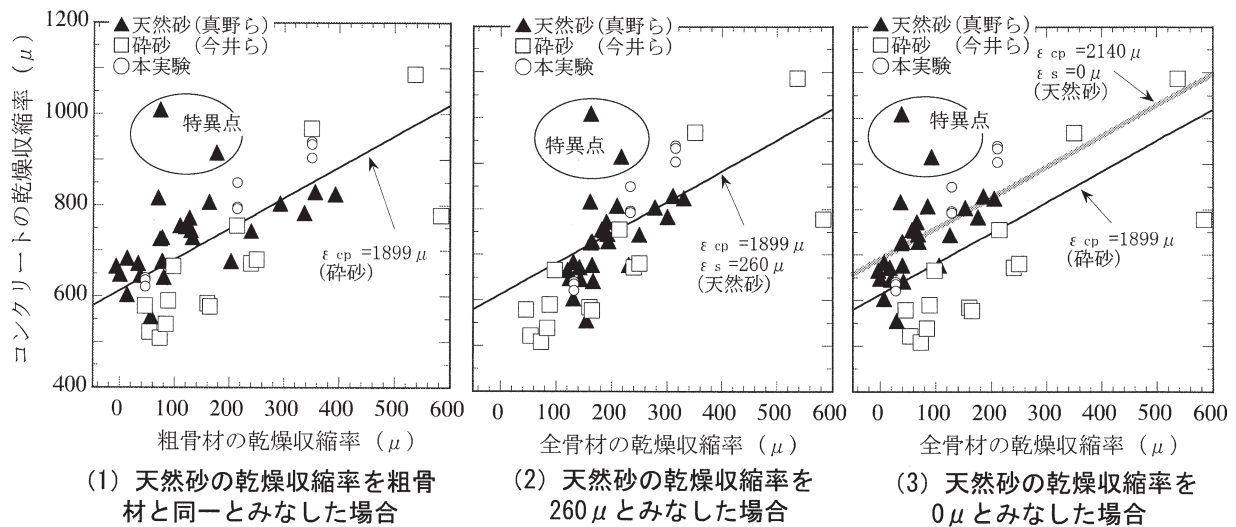 コンクリートの乾燥収縮率 (μ)
1200
1000
800
600
400
▲天然砂(真野ら)
□砕砂 (今井ら)
○本実験
特異点
ε cp =1899 μ
(砕砂)
0 100 200 300 400 500 600
粗骨材の乾燥収縮率 (μ)
(1) 天然砂の乾燥収縮率を粗骨
材と同一とみなした場合
▲天然砂(真野ら)
□砕砂 (今井ら)
○本実験
特異点
ε cp =1899 μ
ε s =260 μ
(天然砂)
0 100 200 300 400 500 600
全骨材の乾燥収縮率 (μ)
(2) 天然砂の乾燥収縮率を
260μとみなした場合
▲天然砂(真野ら)
□砕砂 (今井ら)
○本実験
ε cp =2140 μ
ε s =0 μ
(天然砂)
特異点
ε cp =1899 μ
(砕砂)
0 100 200 300 400 500 600
全骨材の乾燥収縮率 (μ)
(3) 天然砂の乾燥収縮率を
0μとみなした場合